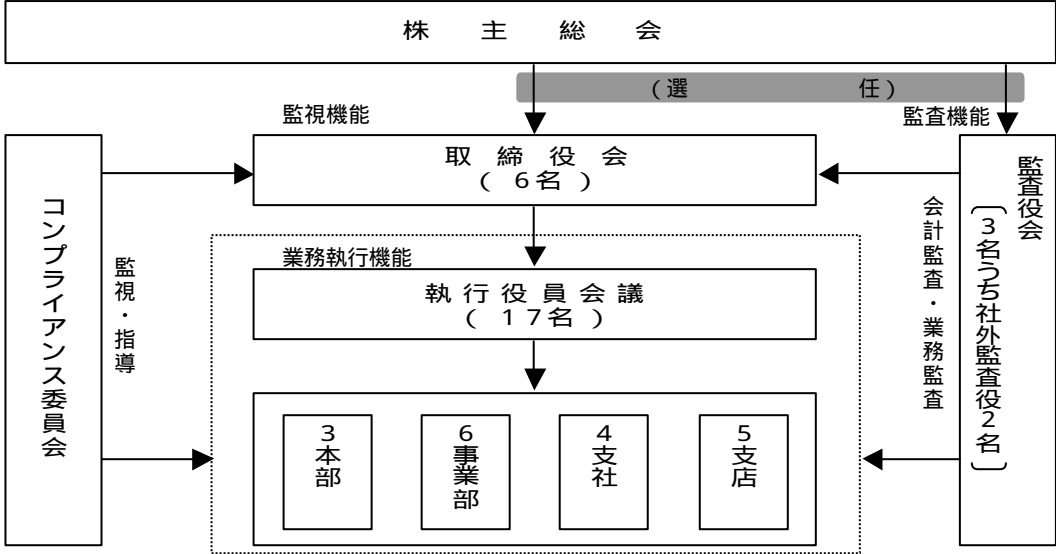 株主総会
(選任)
監視機能
監査機能
取締役会
(6名)
コンプライアンス委員会
監視・指導
業務執行機能
執行役員会議
(17名)
3本部
6事業部
4支社
5支店
会計監査・業務監査
監査役会
〔3名うち社外監査役2名〕